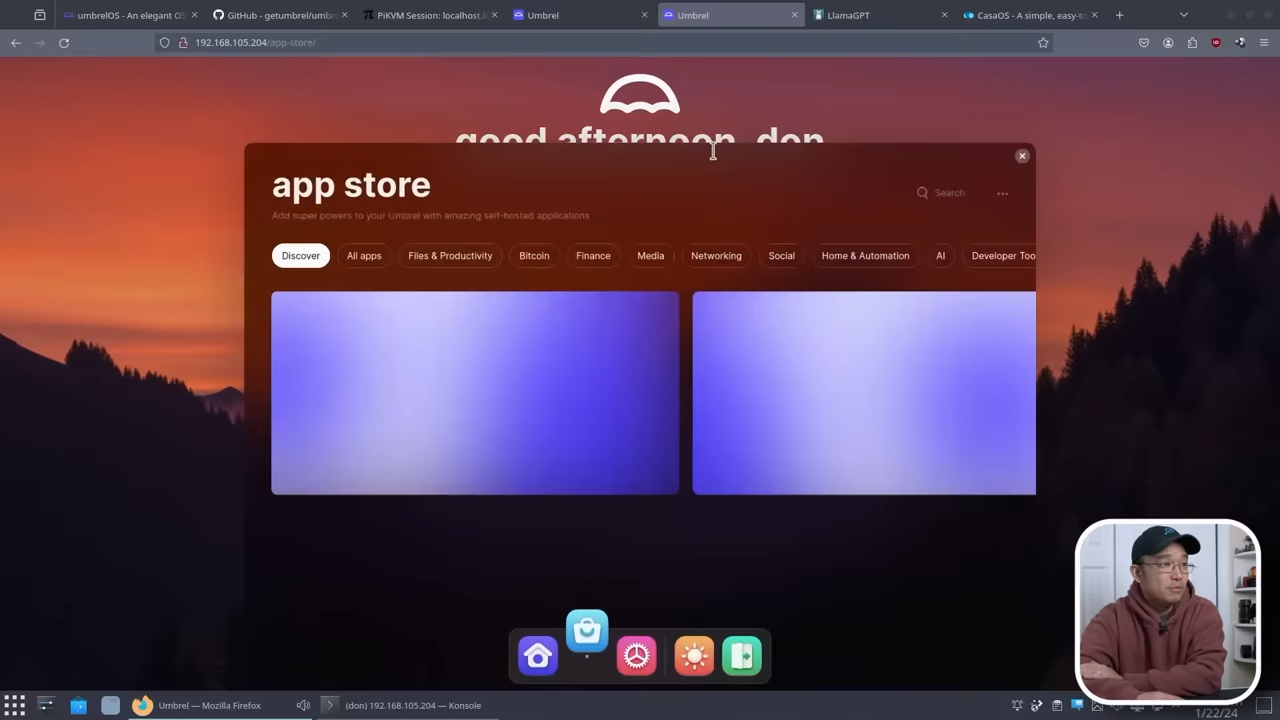 umbrelOS - An elegant OS
GitHub - getumbrel/umbre
PiKVM Session: localhost.l
Umbrel
Umbrel
LlamaGPT
CasaOS - A simple, easy-to
192.168.105.204/app-store/
good afternoon, don
app store
Search
Add super powers to your Umbrel with amazing self-hosted applications
Discover
All apps
Files & Productivity
Bitcoin
Finance
Media
Networking
Social
Home & Automation
AI
Developer Too
Umbrel — Mozilla Firefox
(don) 192.168.105.204 — Konsole
1/22/24